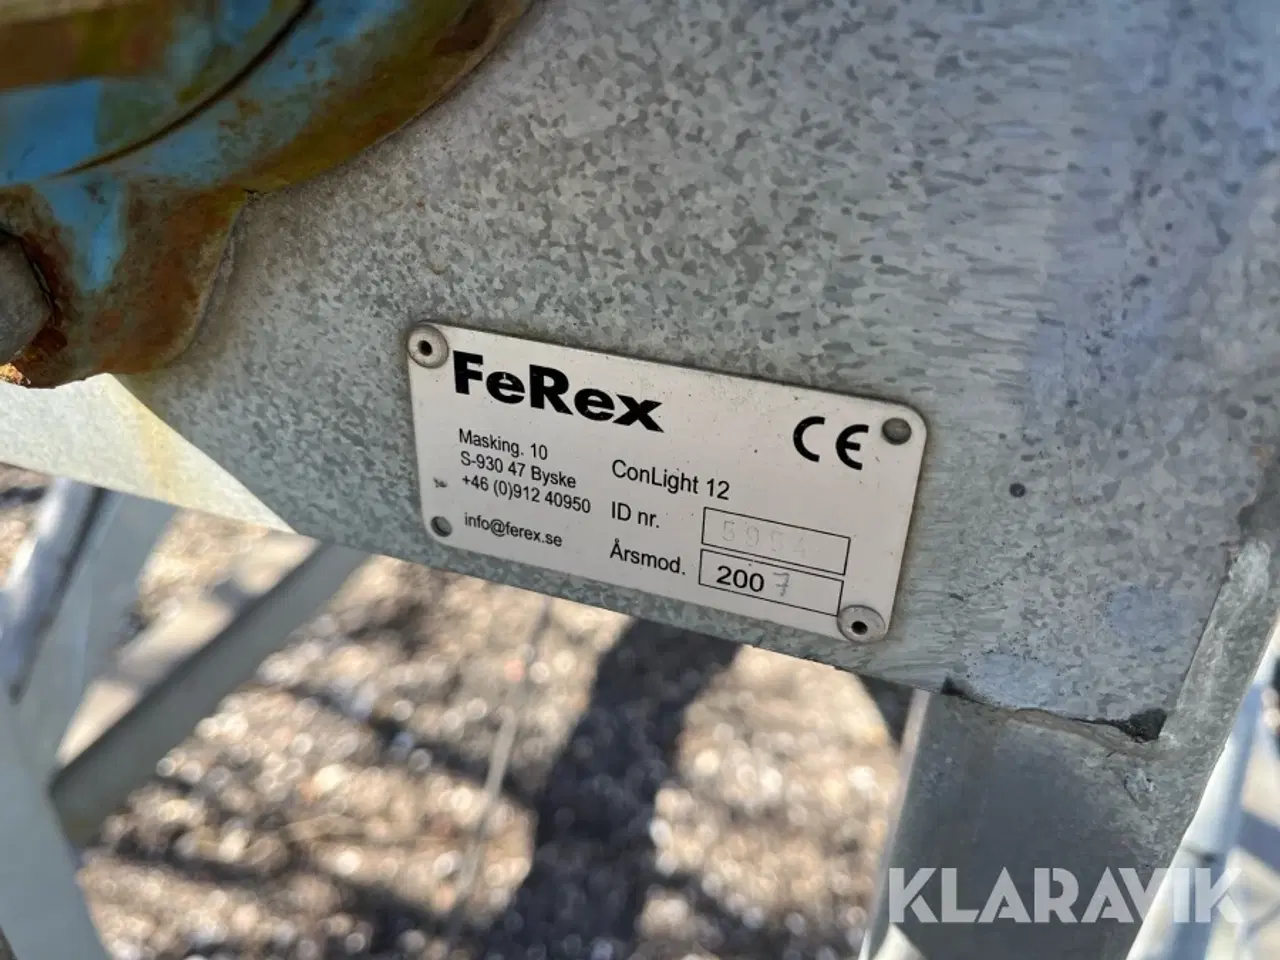 FeRex
CE
Masking. 10
S-930 47 Byske
+46 (0)912 40950
info@ferex.se
ConLight 12
ID nr.
Årsmod. 2007
KLARAVIK